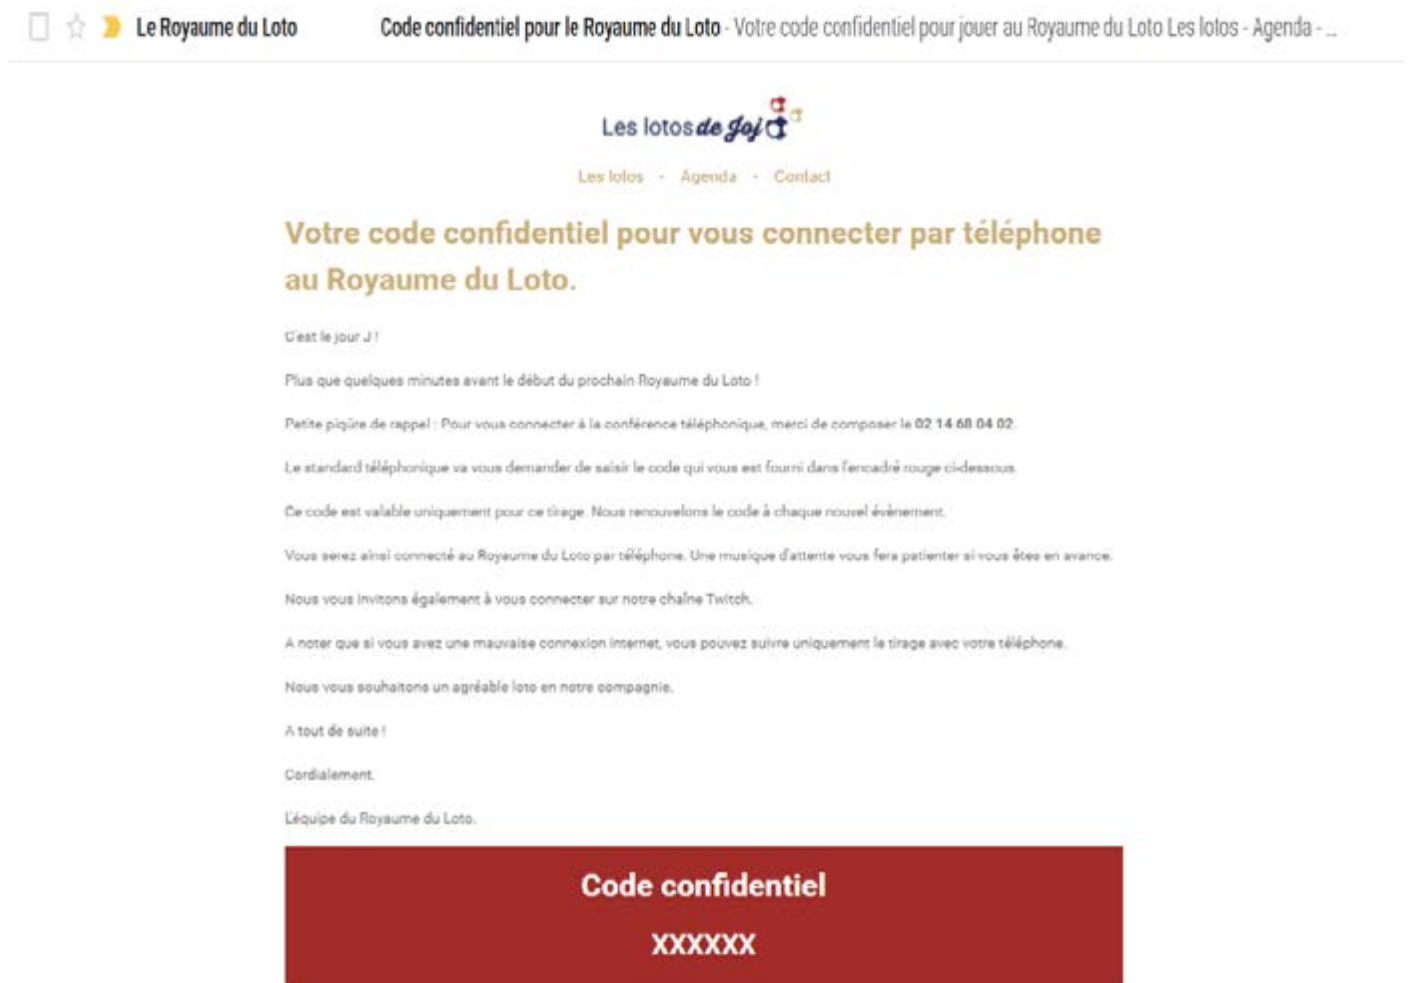 Le Royaume du Loto Code confidentiel pour le Royaume du Loto - Votre code confidentiel pour jouer au Royaume du Loto Les lotos - Agenda - ...
Les lotos de Joj
Les lotos - Agenda - Contact
Votre code confidentiel pour vous connecter par téléphone
au Royaume du Loto.
C'est le jour J !
Plus que quelques minutes avant le début du prochain Royaume du Loto !
Petite piqûre de rappel : Pour vous connecter à la conférence téléphonique, merci de composer le 02 14 68 04 02.
Le standard téléphonique va vous demander de saisir le code qui vous est fourni dans l'encadré rouge ci-dessous.
Ce code est valable uniquement pour ce tirage. Nous renouvelons le code à chaque nouvel évènement.
Vous serez ainsi connecté au Royaume du Loto par téléphone. Une musique d'attente vous fera patienter si vous êtes en avance.
Nous vous invitons également à vous connecter sur notre chaîne Twitch.
A noter que si vous avez une mauvaise connexion internet, vous pouvez suivre uniquement le tirage avec votre téléphone.
Nous vous souhaitons un agréable loto en notre compagnie.
A tout de suite !
Cordialement.
L'équipe du Royaume du Loto.
Code confidentiel
XXXXXX